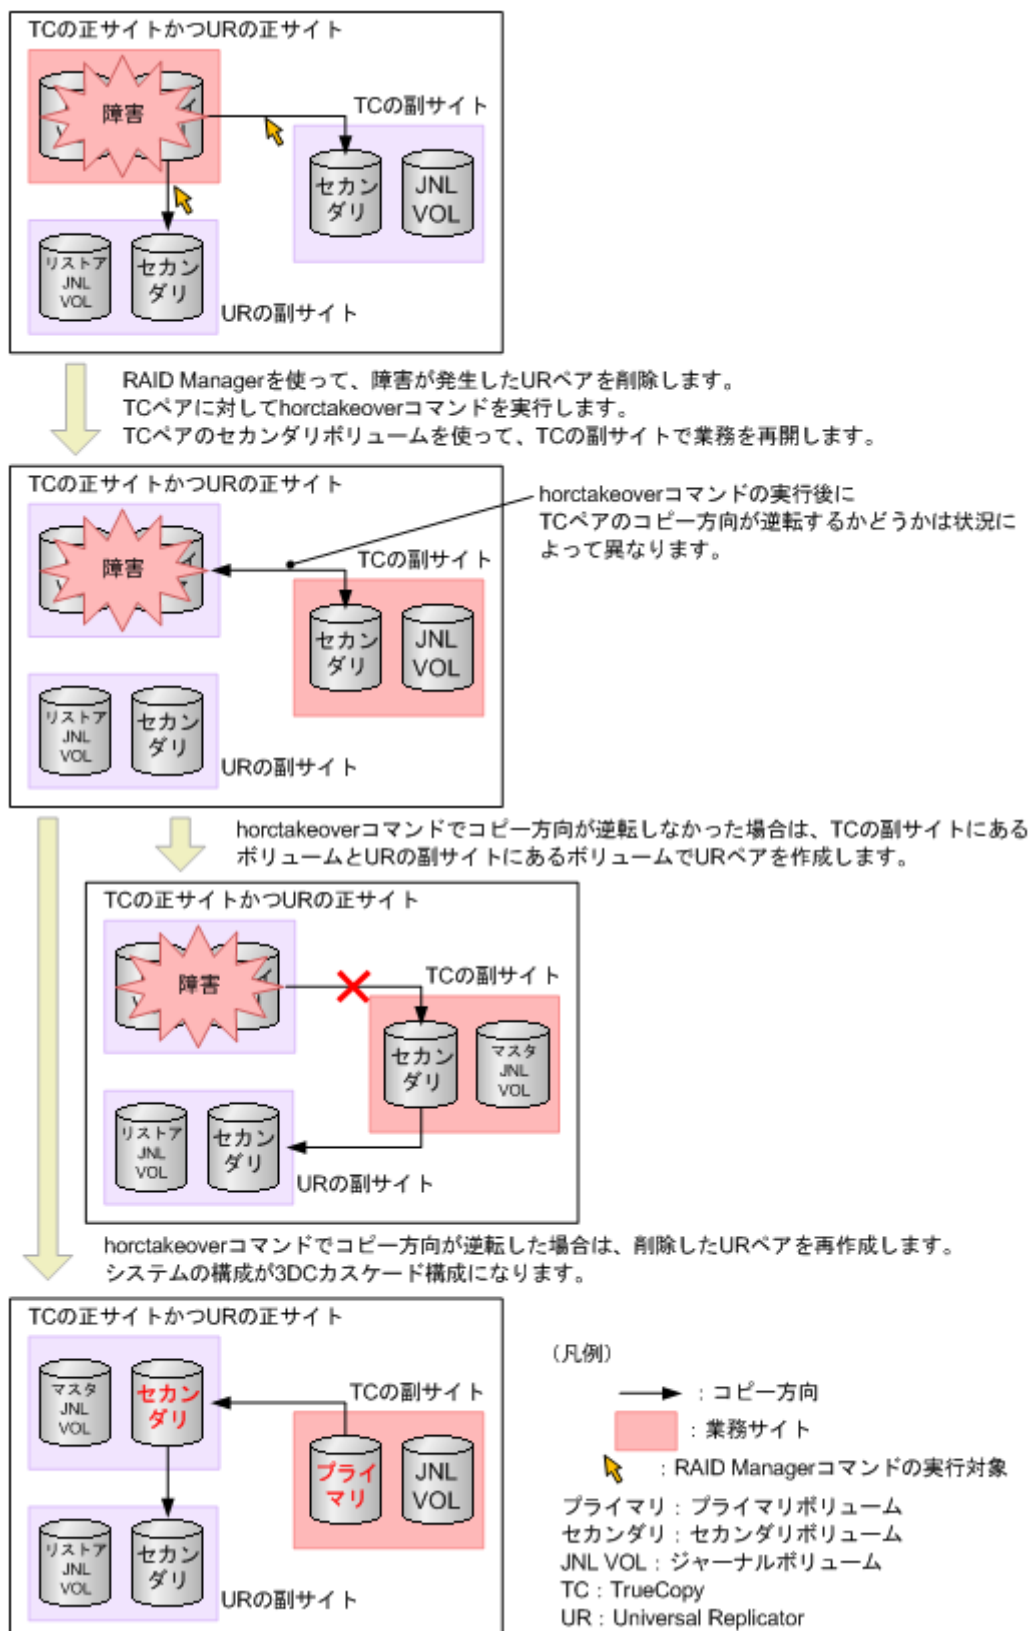 TCの正サイトかつURの正サイト
障害
TCの副サイト
セカン
ダリ
JNL
VOL
リストア
JNL
VOL
セカン
ダリ
URの副サイト
RAID Managerを使って、障害が発生したURペアを削除します。
TCペアに対してhorctakeoverコマンドを実行します。
TCペアのセカンダリボリュームを使って、TCの副サイトで業務を再開します。
TCの正サイトかつURの正サイト
horctakeoverコマンドの実行後に
TCペアのコピー方向が逆転するかどうかは状況に
よって異なります。
障害
TCの副サイト
セカン
ダリ
JNL
VOL
リストア
JNL
VOL
セカン
ダリ
URの副サイト
horctakeoverコマンドでコピー方向が逆転しなかった場合は、TCの副サイトにある
ボリュームとURの副サイトにあるボリュームでURペアを作成します。
TCの正サイトかつURの正サイト
障害
TCの副サイト
セカン
ダリ
マスタ
JNL
VOL
リストア
JNL
VOL
セカン
ダリ
URの副サイト
horctakeoverコマンドでコピー方向が逆転した場合は、削除したURペアを再作成します。
システムの構成が3DCカスケード構成になります。
TCの正サイトかつURの正サイト
マスタ
JNL
VOL
セカン
ダリ
TCの副サイト
プライ
マリ
JNL
VOL
リストア
JNL
VOL
セカン
ダリ
URの副サイト
（凡例）
：コピー方向
：業務サイト
：RAID Managerコマンドの実行対象
プライマリ：プライマリボリューム
セカンダリ：セカンダリボリューム
JNL VOL：ジャーナルボリューム
TC：TrueCopy
UR：Universal Replicator